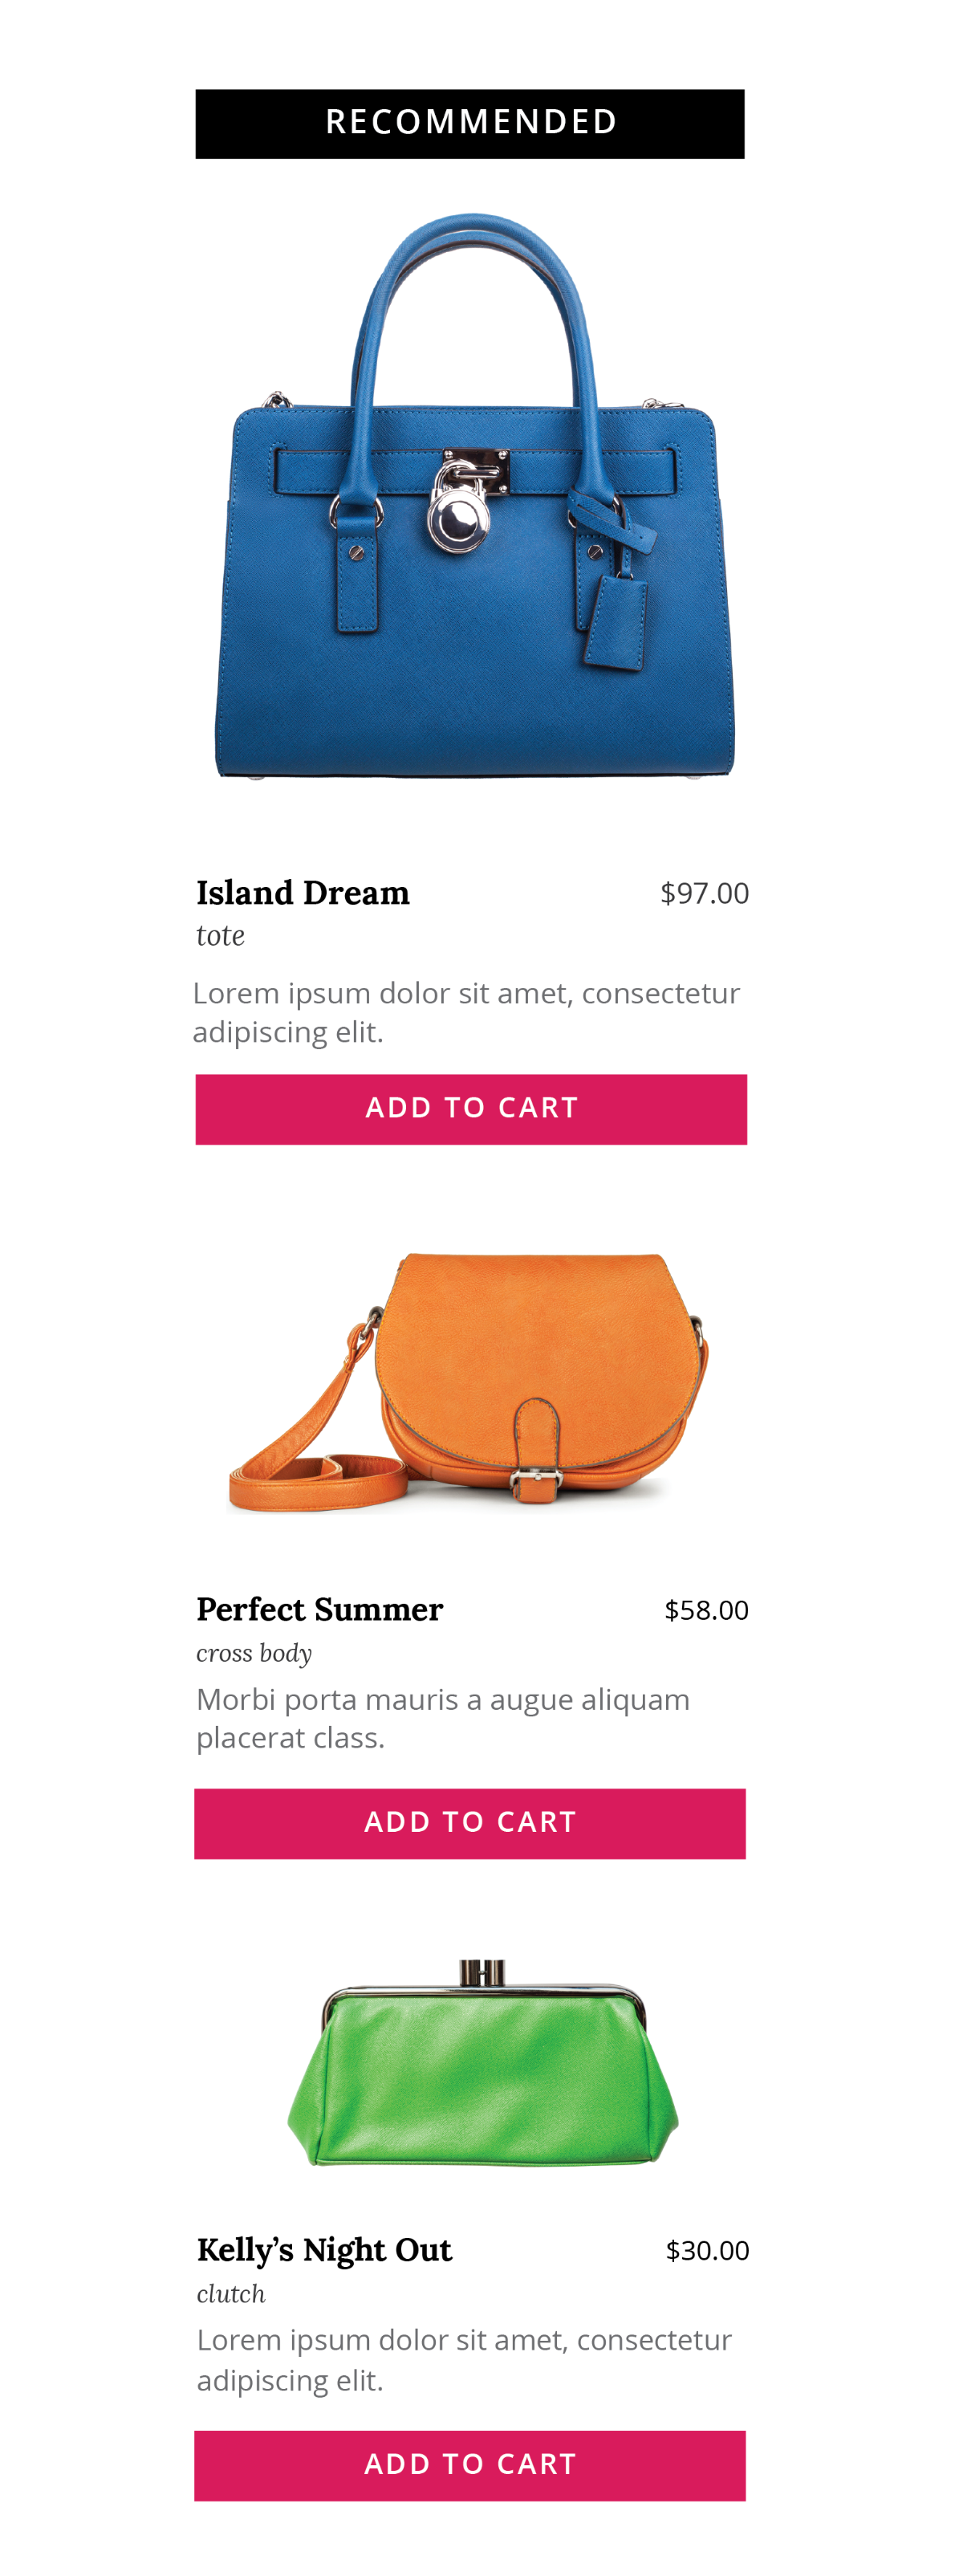 RECOMMENDED
Island Dream $97.00
tote
Lorem ipsum dolor sit amet, consectetur
adipiscing elit.
ADD TO CART
Perfect Summer $58.00
cross body
Morbi porta mauris a augue aliquam
placerat class.
ADD TO CART
Kelly’s Night Out $30.00
clutch
Lorem ipsum dolor sit amet, consectetur
adipiscing elit.
ADD TO CART